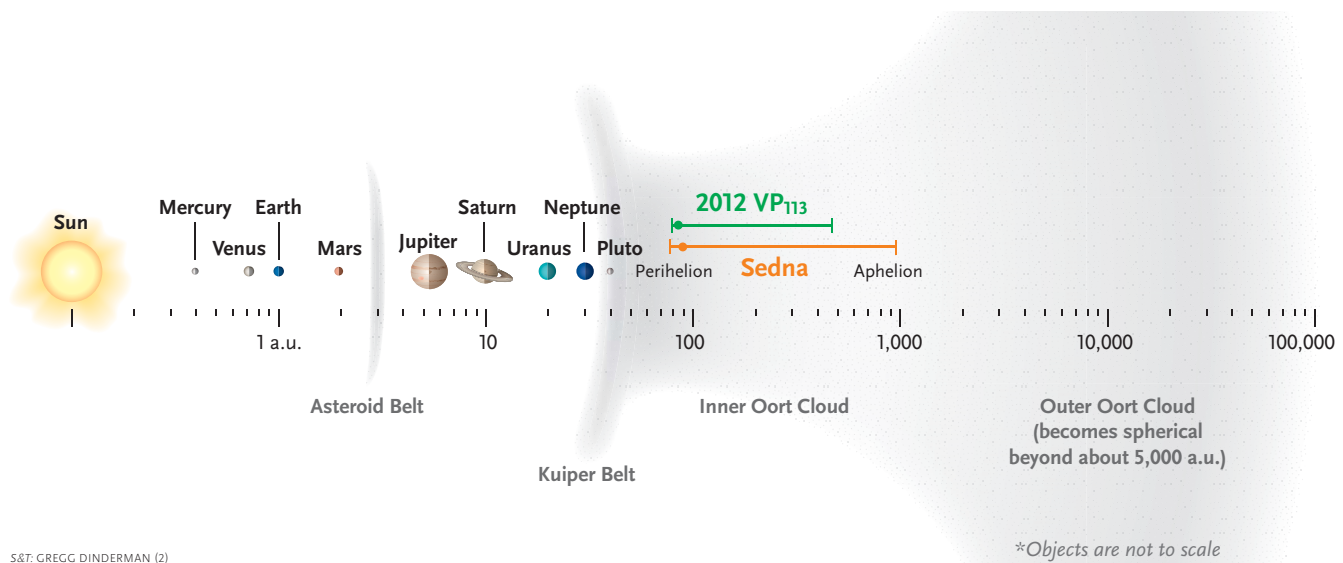 2012 VP₁₁₃
Mercury Earth Saturn Neptune
Sun
Venus Mars Jupiter Uranus Pluto
Perihelion Sedna Aphelion
1 a.u. 10 100 1,000 10,000 100,000
Asteroid Belt Inner Oort Cloud Outer Oort Cloud
(becomes spherical
beyond about 5,000 a.u.)
Kuiper Belt
*Objects are not to scale
S&T: GREGG DINDERMAN (2)